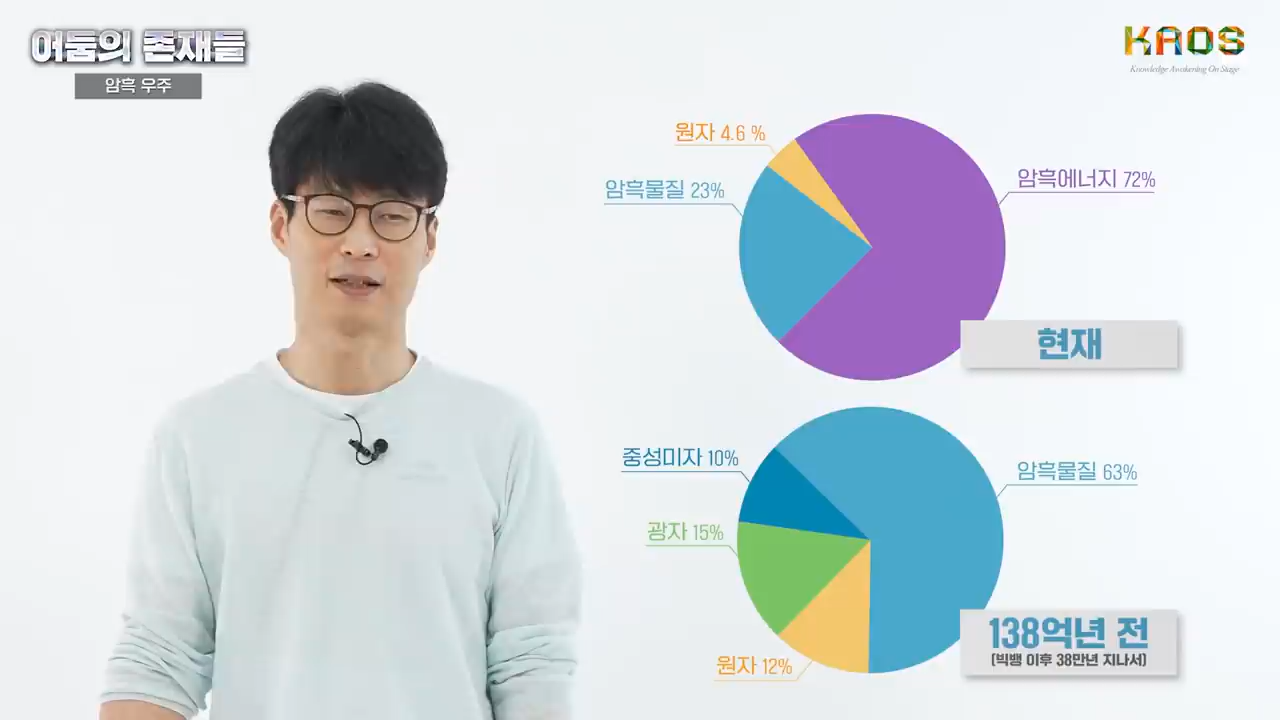 어둠의 존재들
암흑 우주
KAOS
Knowledge Awakening On Stage
원자 4.6 %
암흑물질 23%
암흑에너지 72%
현재
중성미자 10%
암흑물질 63%
광자 15%
원자 12%
138억년 전
(빅뱅 이후 38만년 지나서)